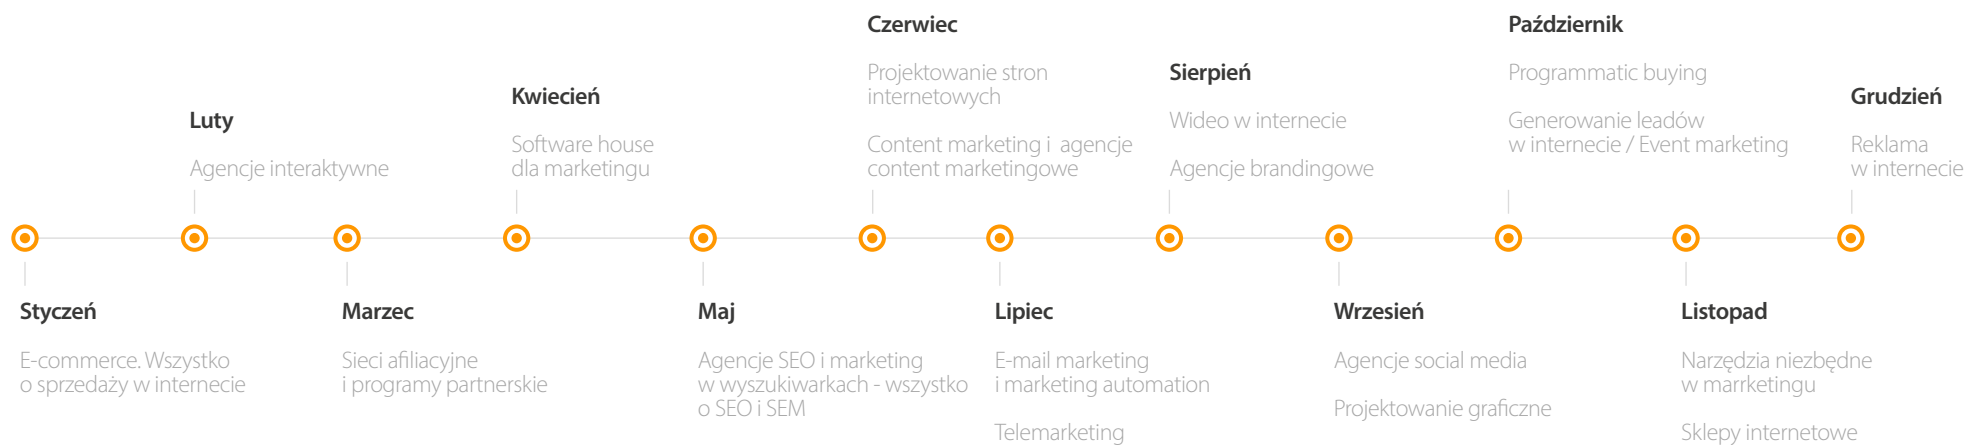 Styczeń
E-commerce. Wszystko
o sprzedaży w internecie
Luty
Agencje interaktywne
Marzec
Sieci afiliacyjne
i programy partnerskie
Kwiecień
Software house
dla marketingu
Maj
Agencje SEO i marketing
w wyszukiwarkach - wszystko
o SEO i SEM
Czerwiec
Projektowanie stron
internetowych
Content marketing i agencje
content marketingowe
Lipiec
E-mail marketing
i marketing automation
Telemarketing
Sierpień
Wideo w internecie
Agencje brandingowe
Wrzesień
Agencje social media
Projektowanie graficzne
Październik
Programmatic buying
Generowanie leadów
w internecie / Event marketing
Listopad
Narzędzia niezbędne
w marrketingu
Sklepy internetowe
Grudzień
Reklama
w internecie